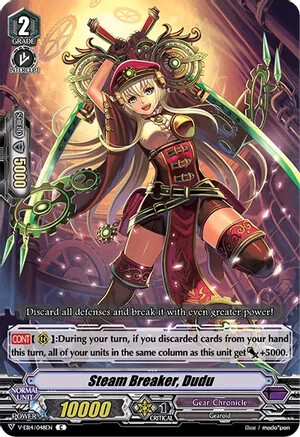 2
GRADE
INTERCEPT
5000
Discard all defenses and break it with even greater power!
CONT 1:During your turn, if you discarded cards from your hand
this turn, all of your units in the same column as this unit get +5000.
Steam Breaker, Dudu
NORMAL
UNIT
POWER
10000
1
CRITICAL
Gear Chronicle
Gearoid
V-EB14/048EN C
Illust / mado*pen